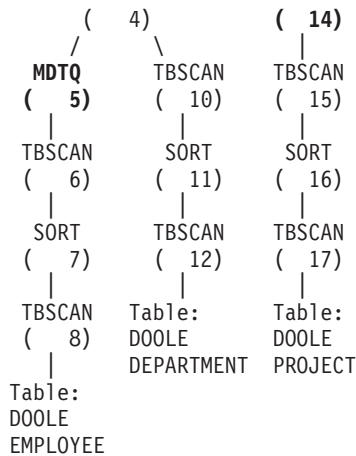 (   4)   (   14)
/   \   |
MDTQ   TBSCAN   TBSCAN
(   5)   (   10)   (   15)
|   |   |
TBSCAN   SORT   SORT
(   6)   (   11)   (   16)
|   |   |
SORT   TBSCAN   TBSCAN
(   7)   (   12)   (   17)
|   |   |
TBSCAN   Table:   Table:
(   8)   DOOLE   DOOLE
|   DEPARTMENT   PROJECT
Table:
DOOLE
EMPLOYEE